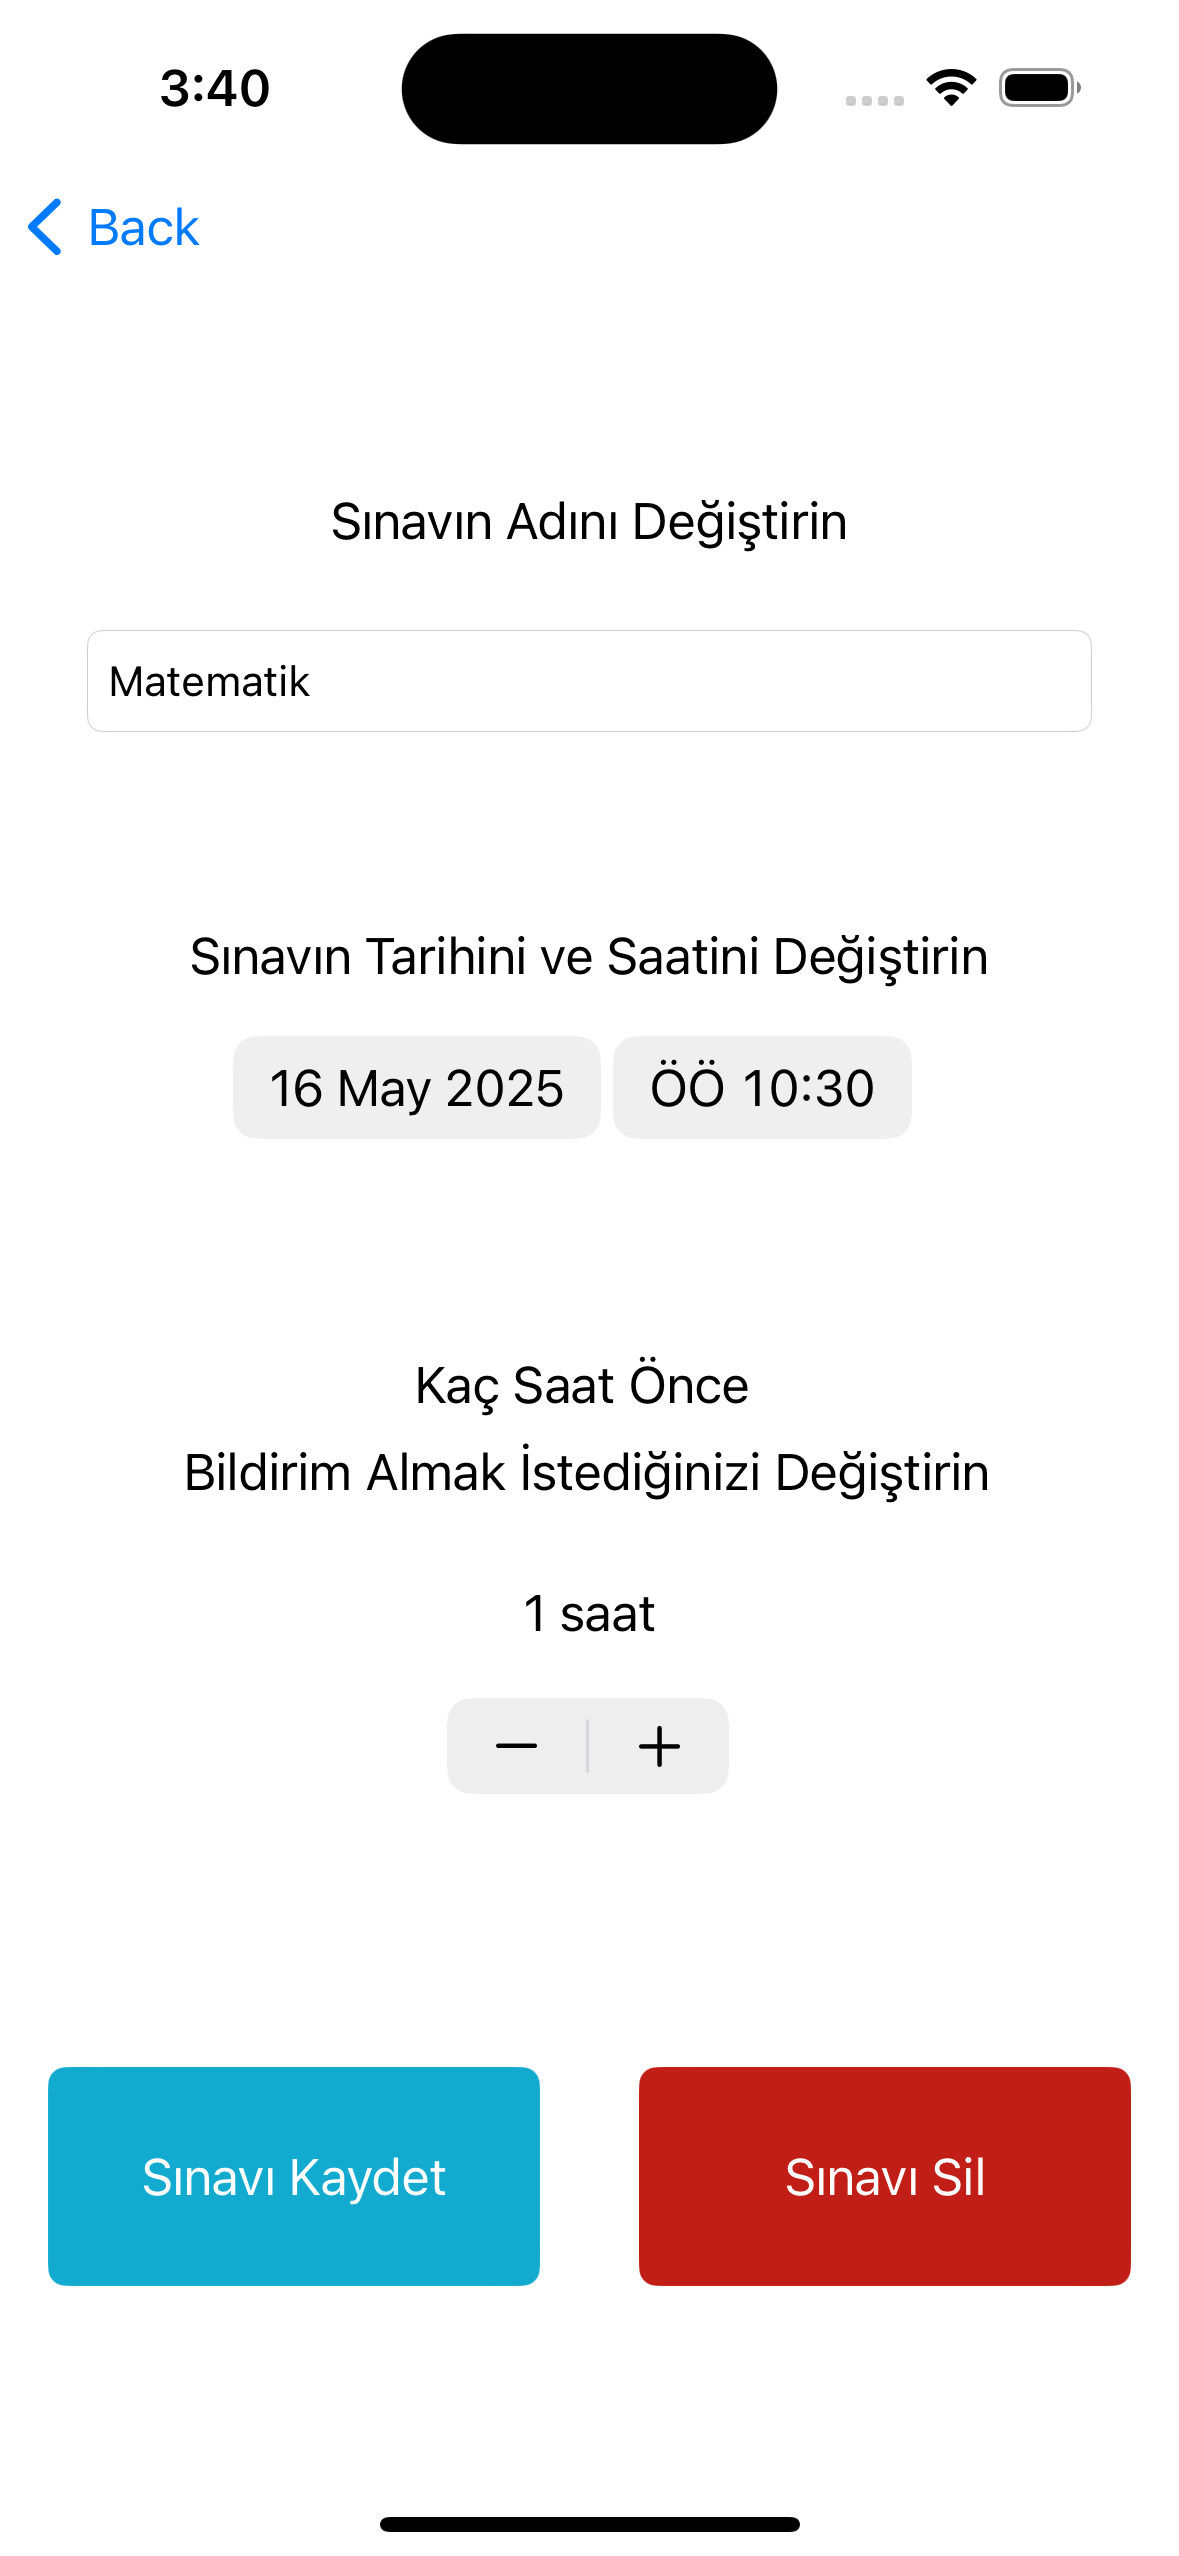 3:40
Back
Sınavın Adını Değiştirin
Matematik
Sınavın Tarihini ve Saatini Değiştirin
16 May 2025 ÖÖ 10:30
Kaç Saat Önce
Bildirim Almak İstediğinizi Değiştirin
1 saat
Sınavı Kaydet Sınavı Sil